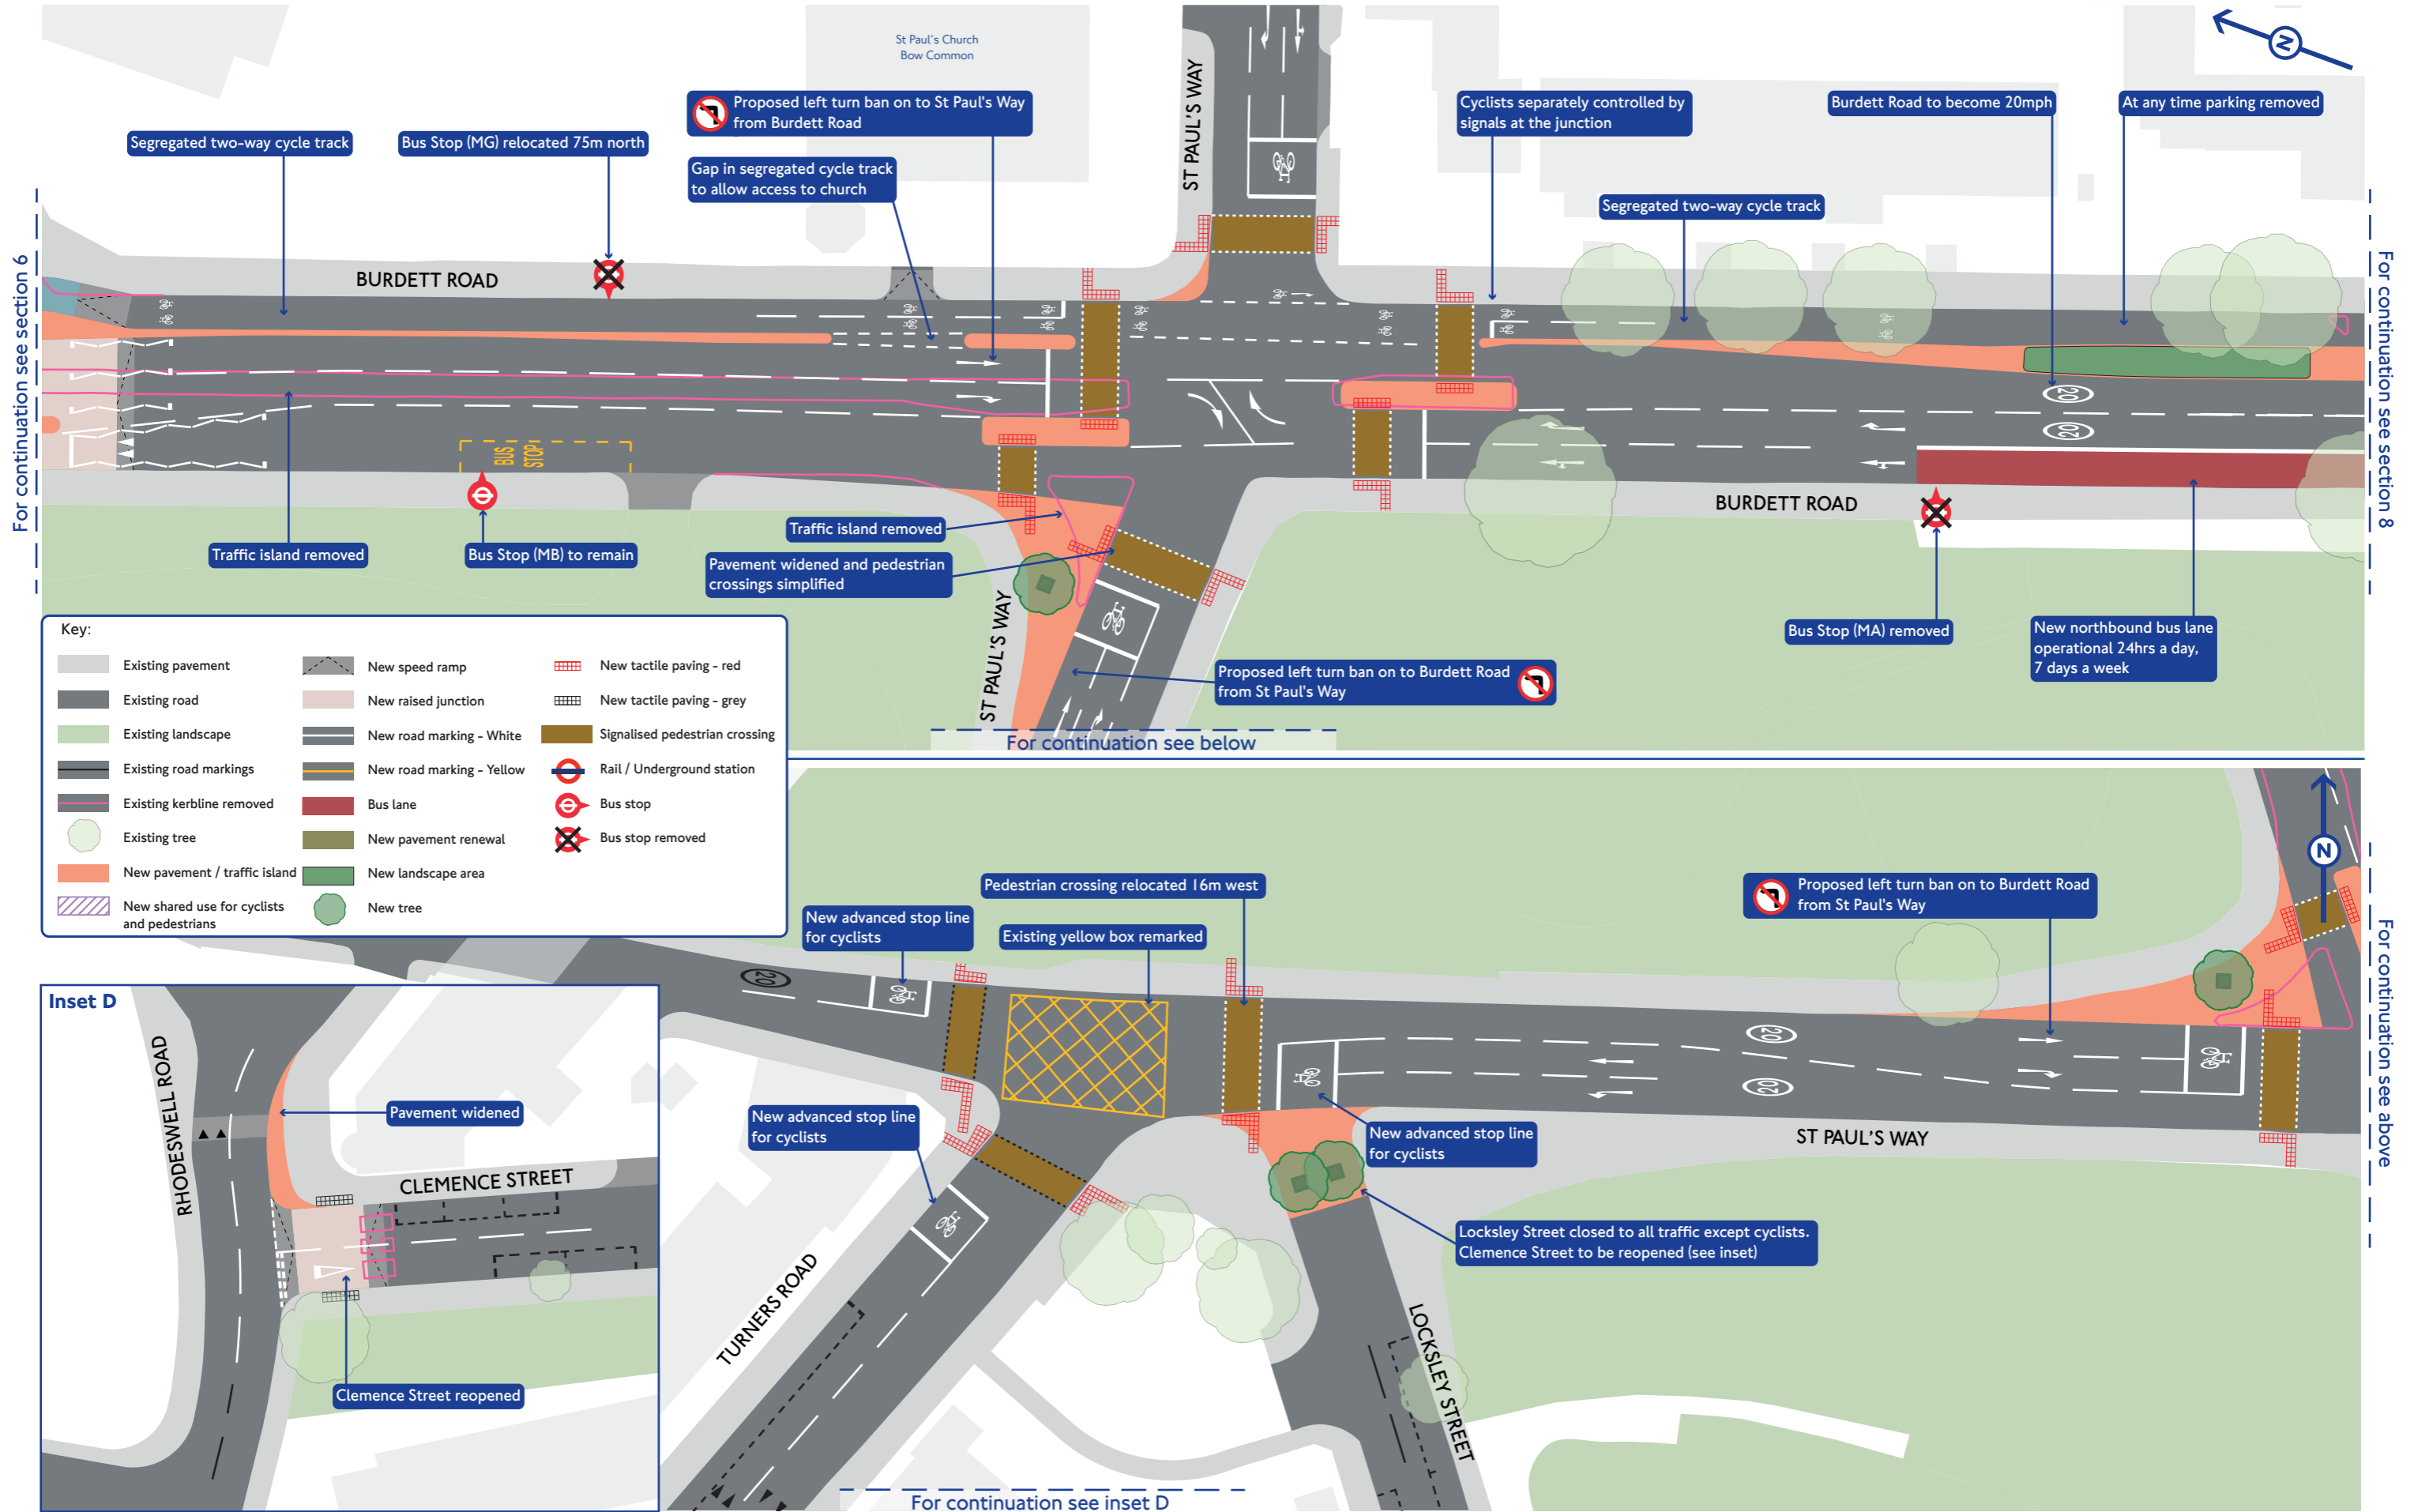 St Paul's Church
Bow Common
N
ST PAUL'S WAY
Proposed left turn ban on to St Paul's Way
from Burdett Road
Cyclists separately controlled by
signals at the junction
Burdett Road to become 20mph
At any time parking removed
Segregated two-way cycle track
Bus Stop (MG) relocated 75m north
Gap in segregated cycle track
to allow access to church
Segregated two-way cycle track
For continuation see section 6
For continuation see section 8
BURDETT ROAD
20
20
BUS
STOP
BURDETT ROAD
Traffic island removed
Traffic island removed
Bus Stop (MB) to remain
Pavement widened and pedestrian
crossings simplified
ST PAUL'S WAY
Bus Stop (MA) removed
New northbound bus lane
operational 24hrs a day,
7 days a week
Proposed left turn ban on to Burdett Road
from St Paul's Way
For continuation see below
Key:
Existing pavement
Existing road
Existing landscape
Existing road markings
Existing kerbline removed
Existing tree
New pavement / traffic island
New shared use for cyclists
and pedestrians
New speed ramp
New raised junction
New road marking - White
New road marking - Yellow
Bus lane
New pavement renewal
New landscape area
New tree
New tactile paving - red
New tactile paving - grey
Signalised pedestrian crossing
Rail / Underground station
Bus stop
Bus stop removed
N
Pedestrian crossing relocated 16m west
Proposed left turn ban on to Burdett Road
from St Paul's Way
New advanced stop line
for cyclists
Existing yellow box remarked
For continuation see above
20
20
20
New advanced stop line
for cyclists
New advanced stop line
for cyclists
ST PAUL'S WAY
Locksley Street closed to all traffic except cyclists.
Clemence Street to be reopened (see inset)
TURNERS ROAD
LOCKSLEY STREET
For continuation see inset D
Inset D
RHODESWELL ROAD
Pavement widened
CLEMENCE STREET
Clemence Street reopened